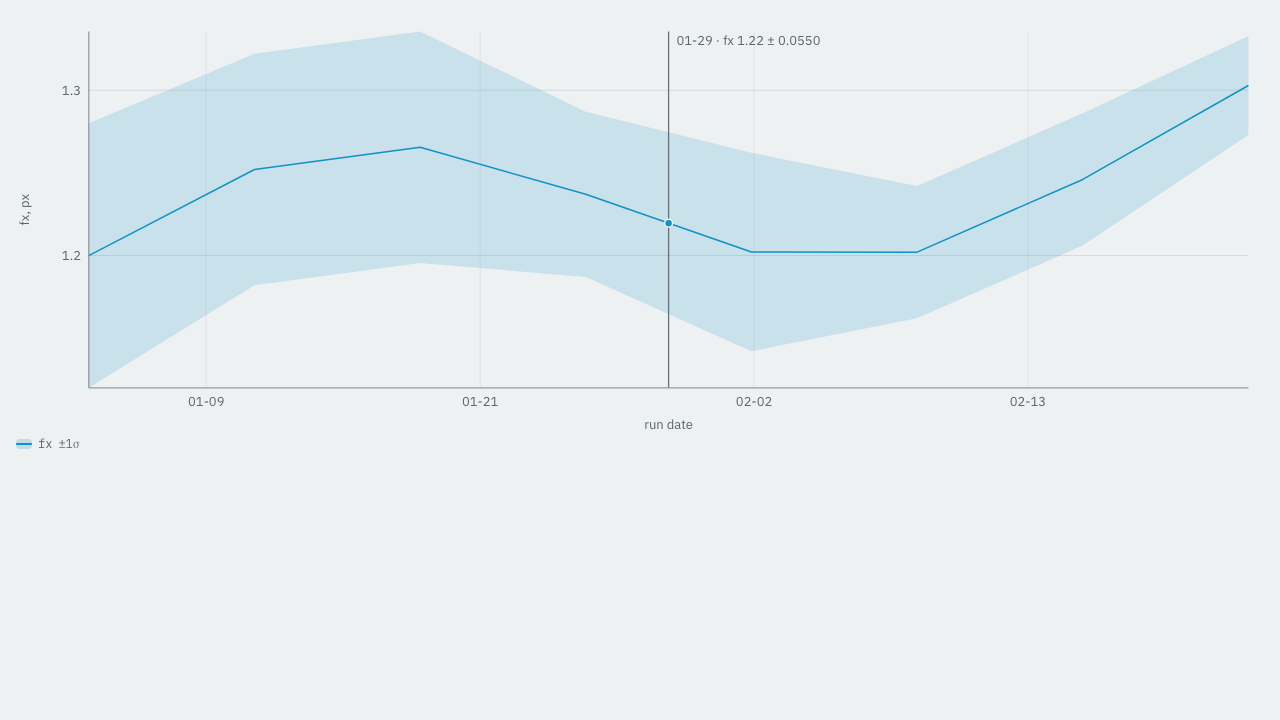 01-29 · fx 1.22 ± 0.0550
1.3
fx, px
1.2
01-09 01-21 02-02 02-13
run date
fx ±1σ